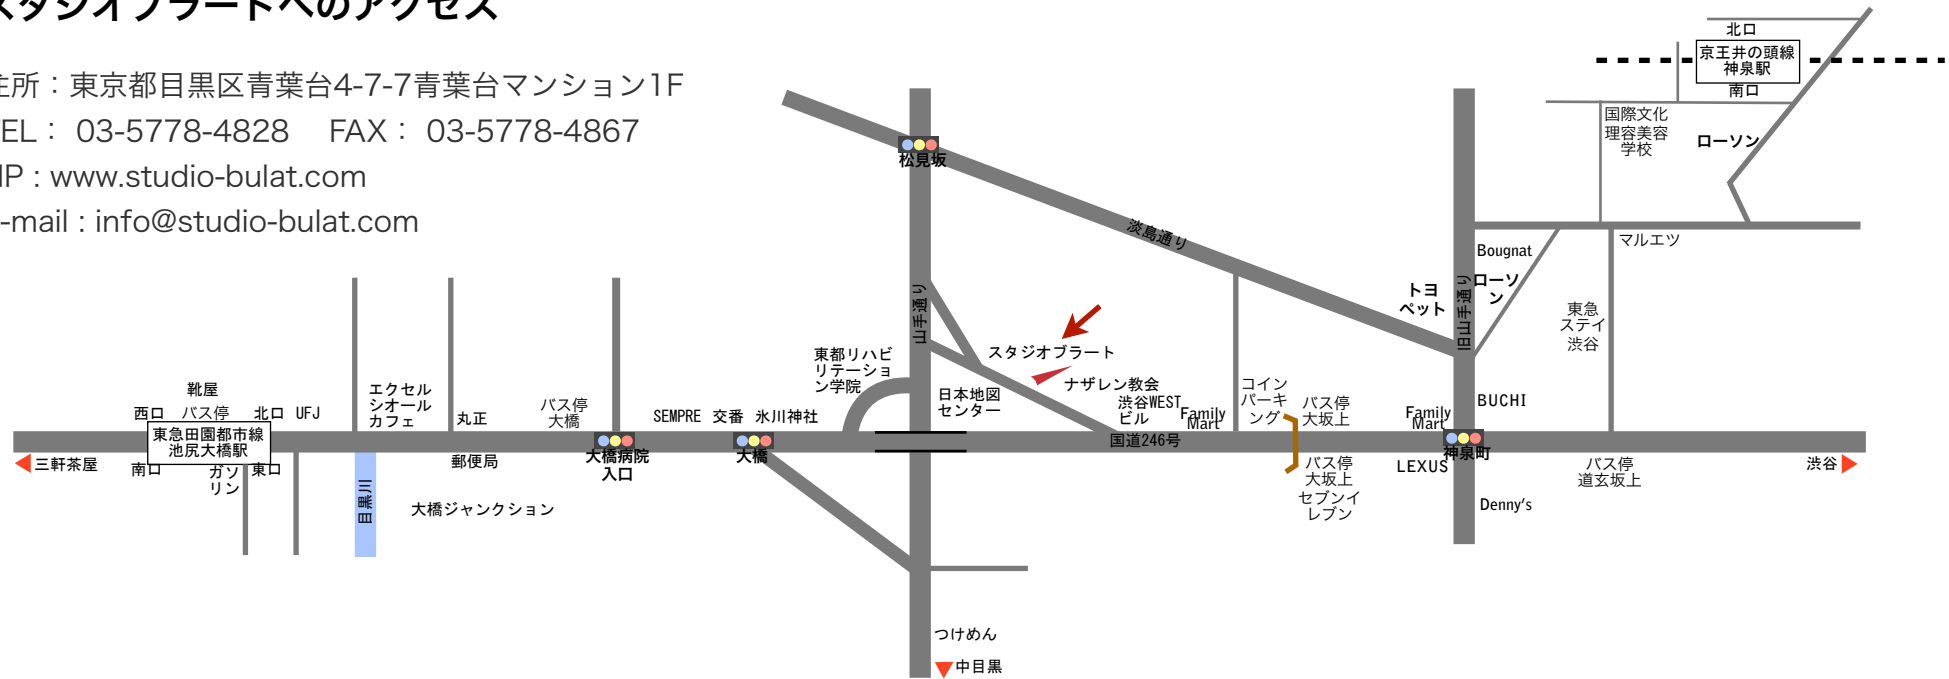 スタジオブラートへのアクセス
住所：東京都目黒区青葉台4-7-7青葉台マンション1F
TEL： 03-5778-4828　FAX： 03-5778-4867
HP : www.studio-bulat.com
-mail : info@studio-bulat.com
北口
京王井の頭線
神泉駅
南口
国際文化
理容美容
学校
ローソン
松見坂
淡島通り
マルエツ
Bougnat
ローソ
ン
トヨ
ペット
旧山手通り
山手通り
東急
ステイ
渋谷
スタジオブラート
東都リハビ
リテーショ
ン学院
日本地図
センター
ナザレン教会
渋谷WEST
ビル
Family
Mart
コイン
パーキ
ング
バス停
大坂上
Family
Mart
BUCHI
靴屋
西口
バス停
北口
UFJ
エクセル
シオール
カフェ
丸正
バス停
大橋
SEMPRE
交番
氷川神社
東急田園都市線
池尻大橋駅
国道246号
三軒茶屋
南口
ガソ
リン
東口
目黒川
郵便局
大橋ジャンクション
大橋病院
入口
大橋
バス停
大坂上
セブンイ
レブン
LEXUS
神泉町
Denny's
バス停
道玄坂上
渋谷
つけめん
中目黒